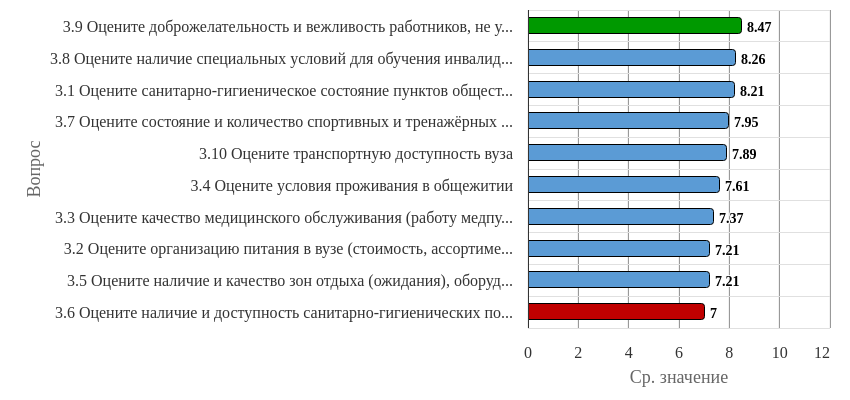 3.9 Оцените доброжелательность и вежливость работников, не у...
8.47
3.8 Оцените наличие специальных условий для обучения инвалид...
8.26
3.1 Оцените санитарно-гигиеническое состояние пунктов общест...
8.21
3.7 Оцените состояние и количество спортивных и тренажёрных ...
7.95
3.10 Оцените транспортную доступность вуза
7.89
3.4 Оцените условия проживания в общежитии
7.61
3.3 Оцените качество медицинского обслуживания (работу медпу...
7.37
3.2 Оцените организацию питания в вузе (стоимость, ассортиме...
7.21
3.5 Оцените наличие и качество зон отдыха (ожидания), оборуд...
7.21
3.6 Оцените наличие и доступность санитарно-гигиенических по...
7
Вопрос
0 2 4 6 8 10 12
Ср. значение